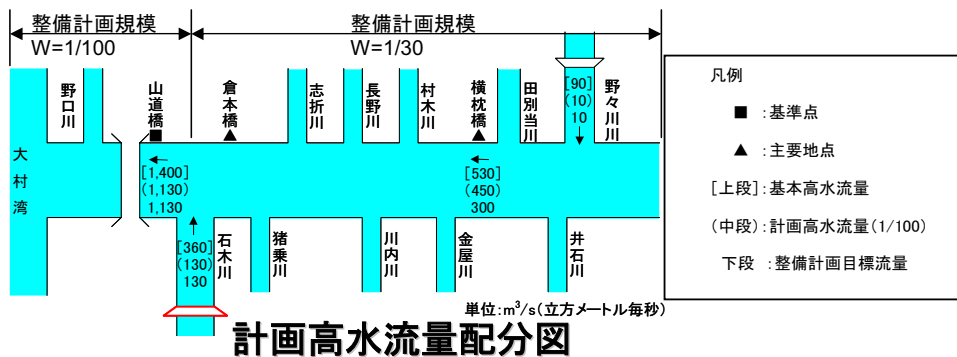 整備計画規模
W=1/100
整備計画規模
W=1/30
野口川
山道橋
■
倉本橋
▲
志折川
長野川
村木川
横枕橋
▲
田別当川
[90]
(10)
10
野々川川
大村湾
[1,400]
(1,130)
1,130
[530]
(450)
300
[360]
(130)
130
石木川
猪乗川
川内川
金屋川
井石川
単位:m³/s(立方メートル毎秒)
計画高水流量配分図
凡例
■ :基準点
▲ :主要地点
[上段]:基本高水流量
(中段):計画高水流量(1/100)
下段 :整備計画目標流量